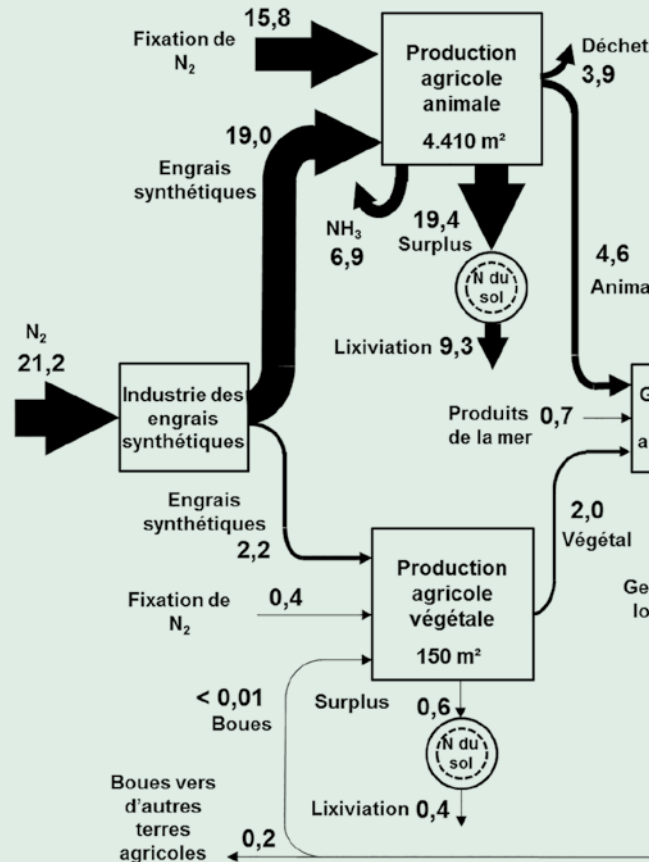 15,8
Fixation de
N₂
Production
agricole
animale
4.410 m²
Déchet
3,9
19,0
Engrais
synthétiques
NH₃
6,9
19,4
Surplus
N du
sol
Lixiviation 9,3
4,6
Anima
N₂
21,2
Industrie des
engrais
synthétiques
Produits
de la mer
0,7
G
a
Engrais
synthétiques
2,2
2,0
Végétal
Fixation de
N₂
0,4
Production
agricole
végétale
150 m²
Ge
lo
< 0,01
Boues
Surplus
0,6
N du
sol
Lixiviation 0,4
Boues vers
d'autres
terres
agricoles
0,2